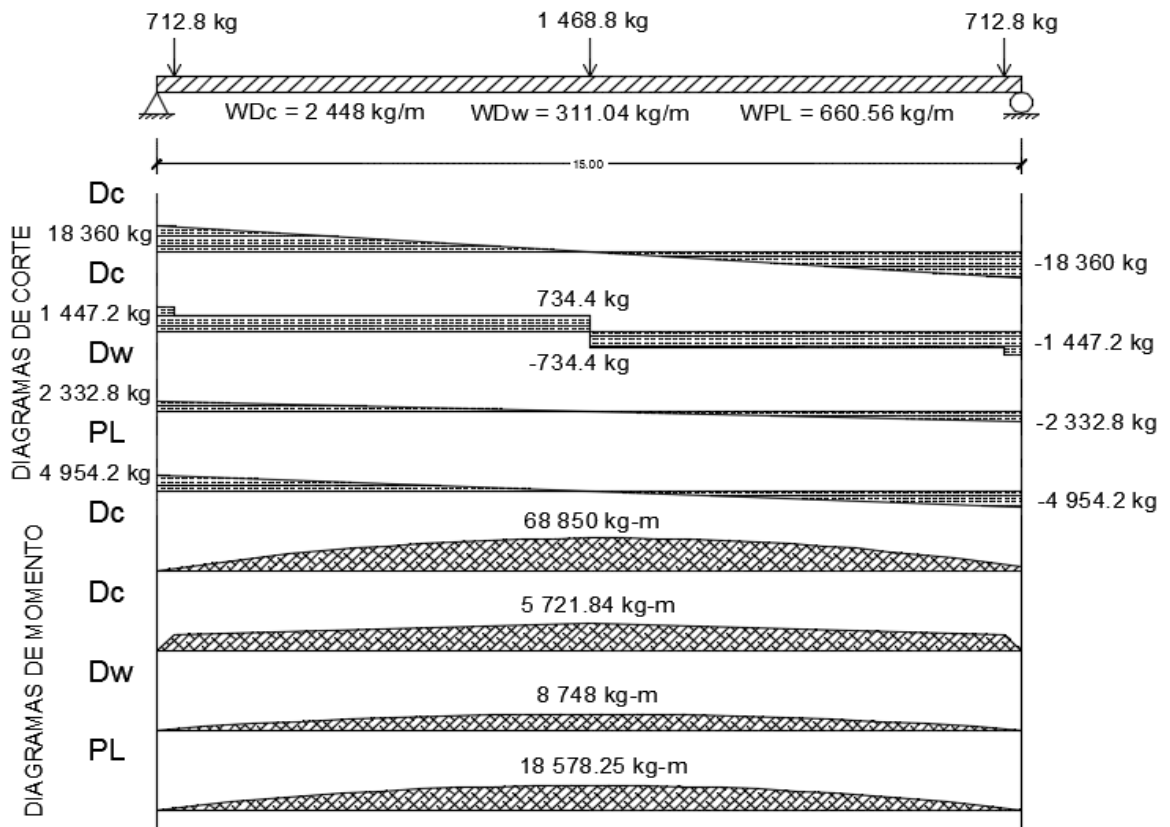 712.8 kg 1 468.8 kg 712.8 kg
WDc = 2 448 kg/m WDw = 311.04 kg/m WPL = 660.56 kg/m
15.00
DIAGRAMAS DE CORTE
Dc
18 360 kg
-18 360 kg
Dc
734.4 kg
1 447.2 kg
-1 447.2 kg
-734.4 kg
Dw
2 332.8 kg
-2 332.8 kg
PL
4 954.2 kg
-4 954.2 kg
DIAGRAMAS DE MOMENTO
Dc
68 850 kg-m
Dc
5 721.84 kg-m
Dw
8 748 kg-m
PL
18 578.25 kg-m